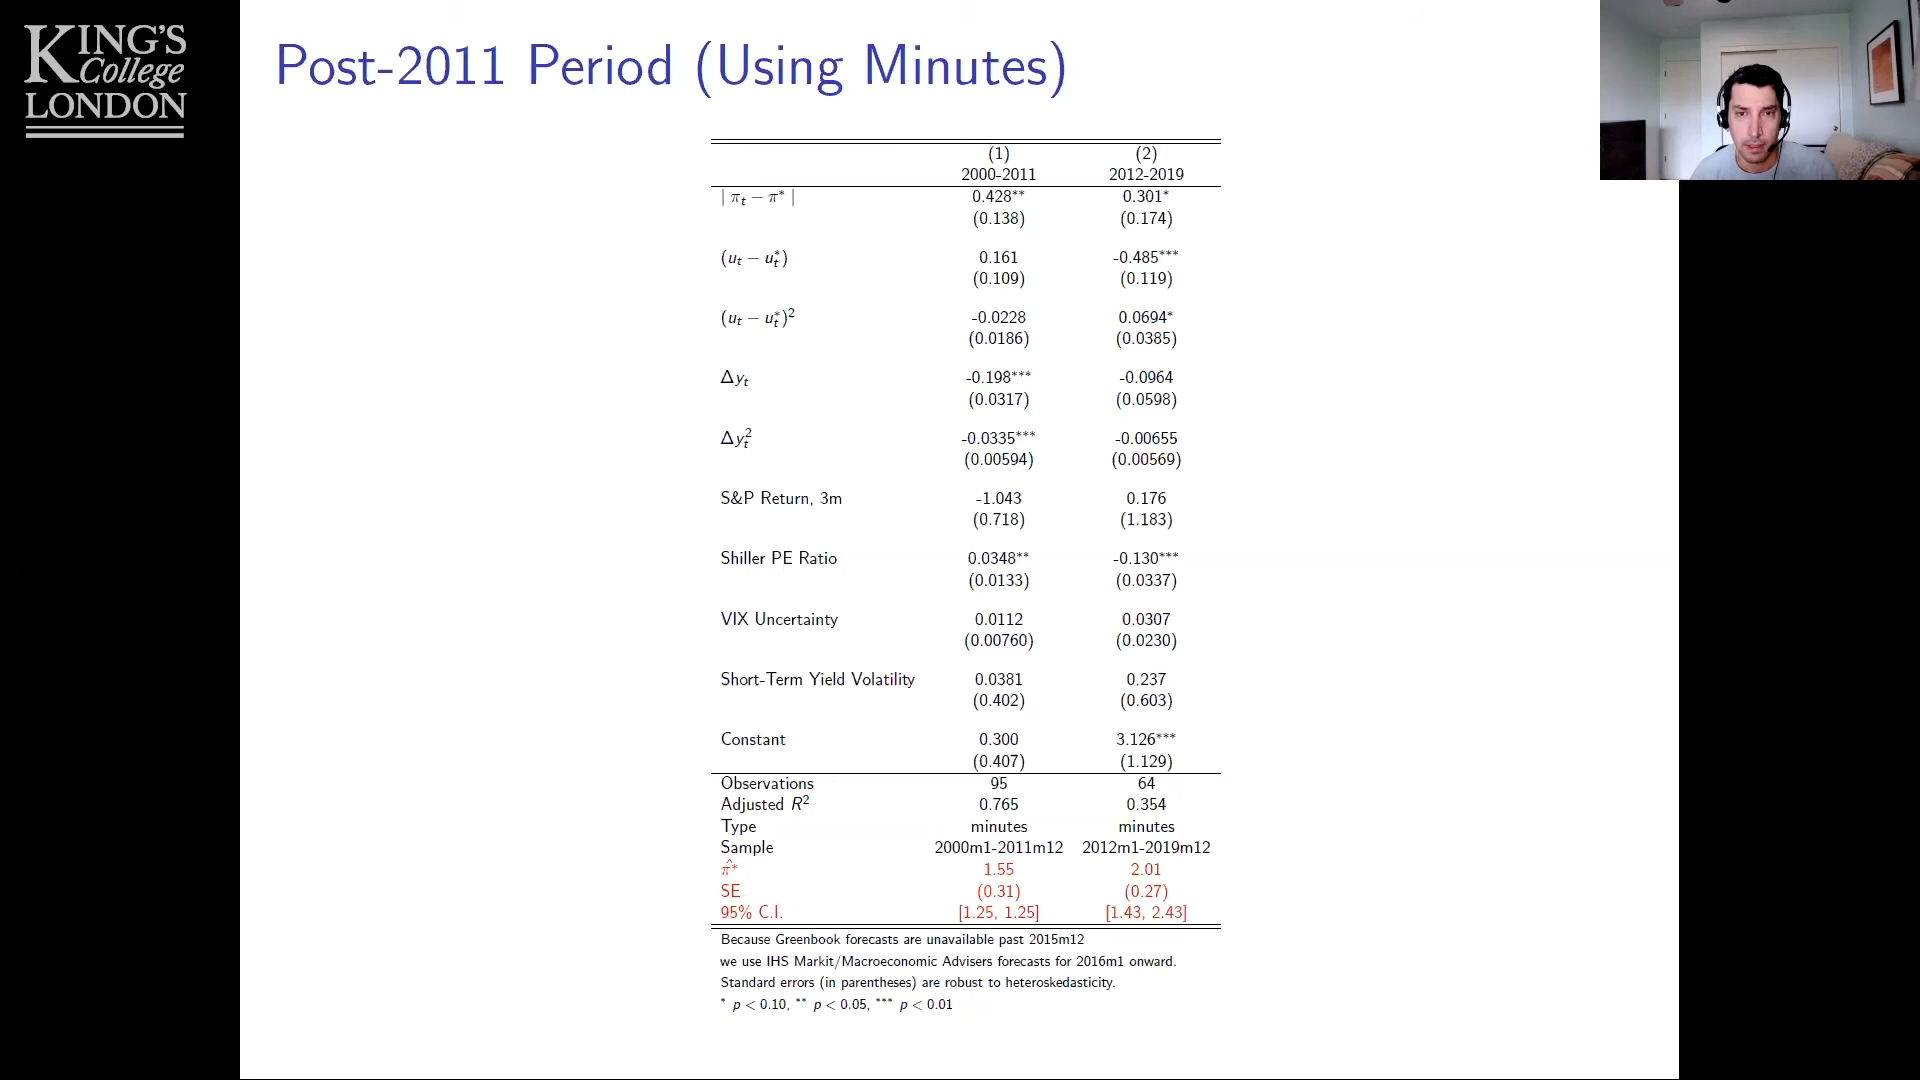 KING'S
College
LONDON
Post-2011 Period (Using Minutes)
(1) (2)
2000-2011 2012-2019
| πt − π* | 0.428** 0.301*
(0.138) (0.174)
(ut − u*t) 0.161 -0.485***
(0.109) (0.119)
(ut − u*t)² -0.0228 0.0694*
(0.0186) (0.0385)
Δyt -0.198*** -0.0964
(0.0317) (0.0598)
Δy²t -0.0335*** -0.00655
(0.00594) (0.00569)
S&P Return, 3m -1.043 0.176
(0.718) (1.183)
Shiller PE Ratio 0.0348** -0.130***
(0.0133) (0.0337)
VIX Uncertainty 0.0112 0.0307
(0.00760) (0.0230)
Short-Term Yield Volatility 0.0381 0.237
(0.402) (0.603)
Constant 0.300 3.126***
(0.407) (1.129)
Observations 95 64
Adjusted R² 0.765 0.354
Type minutes minutes
Sample 2000m1-2011m12 2012m1-2019m12
π̂* 1.55 2.01
SE (0.31) (0.27)
95% C.I. [1.25, 1.25] [1.43, 2.43]
Because Greenbook forecasts are unavailable past 2015m12
we use IHS Markit/Macroeconomic Advisers forecasts for 2016m1 onward.
Standard errors (in parentheses) are robust to heteroskedasticity.
* p < 0.10, ** p < 0.05, *** p < 0.01